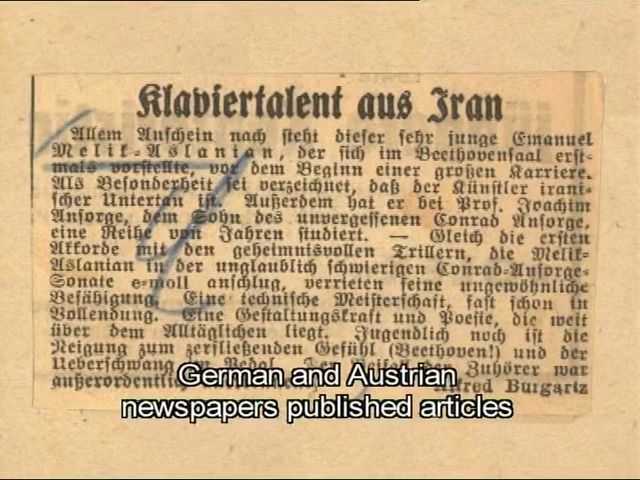 Klaviertalent aus Iran
Allem Anschein nach steht dieser sehr junge Emanuel
Melik-Aslanian, der sich im Beethovensaal erst-
mals vorstellte, vor dem Beginn einer großen Karriere.
Als Besonderheit sei verzeichnet, daß der Künstler irani-
scher Untertan ist. Außerdem hat er bei Prof. Joachim
Ansorge, dem Sohn des unvergessenen Conrad Ansorge,
eine Reihe von Jahren studiert. — Gleich die ersten
Akkorde mit den geheimnisvollen Trillern, die Melik-
Aslanian in der unglaublich schwierigen Conrad-Ansorge-
Sonate e-moll anschlug, verrieten seine ungewöhnliche
Befähigung. Eine technische Meisterschaft, fast schon in
Vollendung. Eine Gestaltungskraft und Poesie, die weit
über dem Alltäglichen liegt. Jugendlich noch ist die
Neigung zum zerfließenden Gefühl (Beethoven!) und der
Ueberschwang im Pedal. Der Beifall der Zuhörer war
außerordentlich Alfred Burgartz
German and Austrian
newspapers published articles